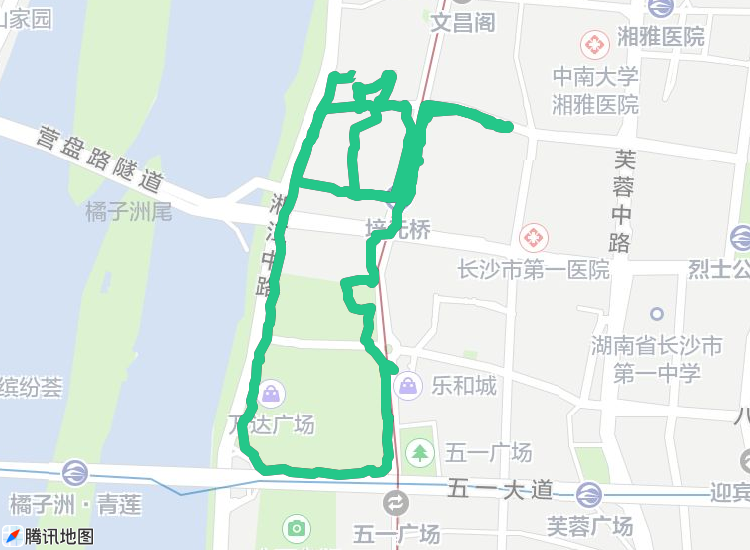 山家园
文昌阁
湘雅医院
中南大学
湘雅医院
营盘路隧道
芙蓉中路
橘子洲尾
湘江中路
培元桥
长沙市第一医院
烈士公
湖南省长沙市
第一中学
缤纷荟
乐和城
万达广场
八
五一广场
五一大道
迎宾
橘子洲·青莲
五一广场
芙蓉广场
腾讯地图